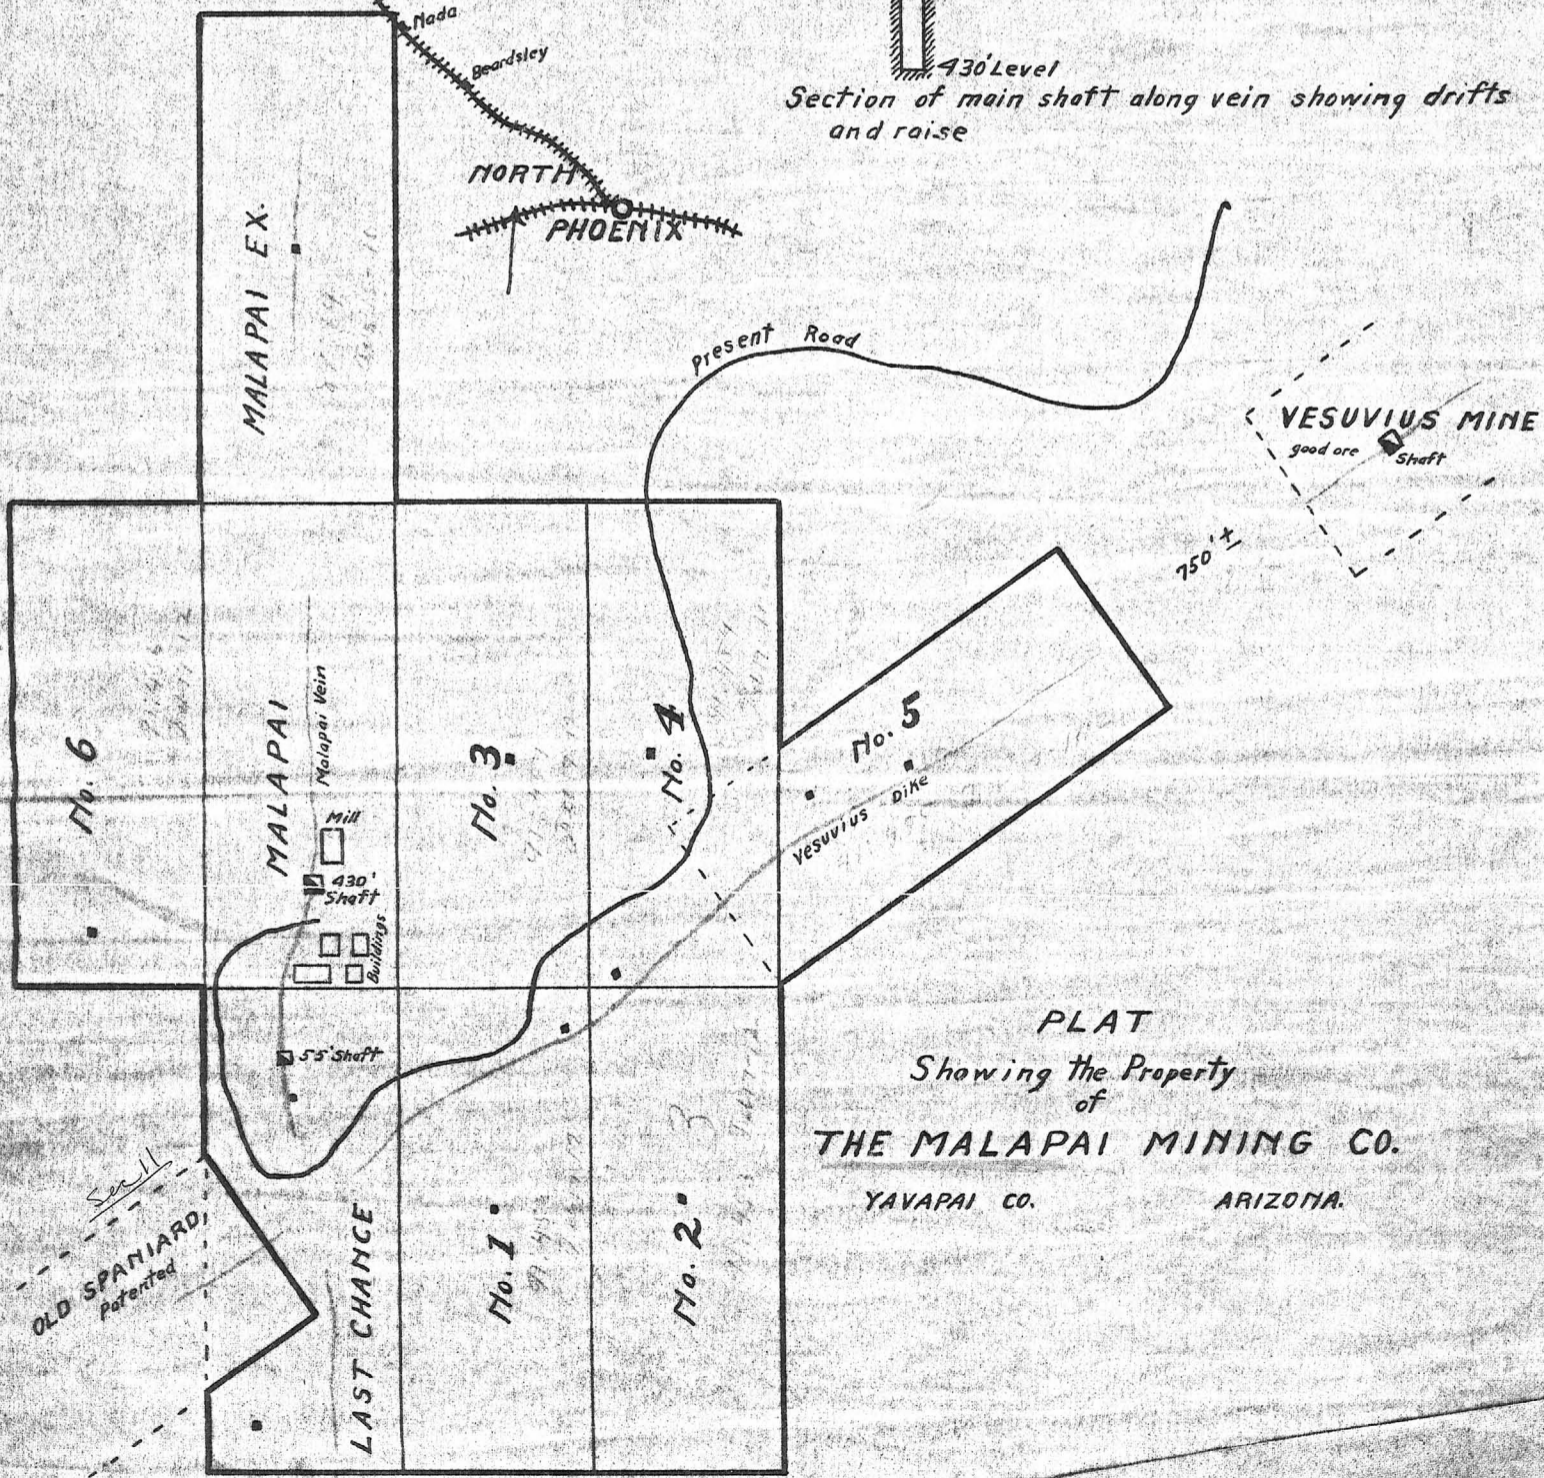 Nada
Beardsley
NORTH
PHOENIX
430' Level
Section of main shaft along vein showing drifts
and raise
MALAPAI EX.
Present Road
VESUVIUS MINE
good ore
Shaft
750' ±
No. 6
MALAPAI
Malapai Vein
Mill
430'
Shaft
Buildings
No. 3
No. 4
No. 5
Vesuvius Dike
55' Shaft
OLD SPANIARD
Patented
LAST CHANCE
No. 1
No. 2
PLAT
Showing the Property
of
THE MALAPAI MINING CO.
YAVAPAI CO. ARIZONA.